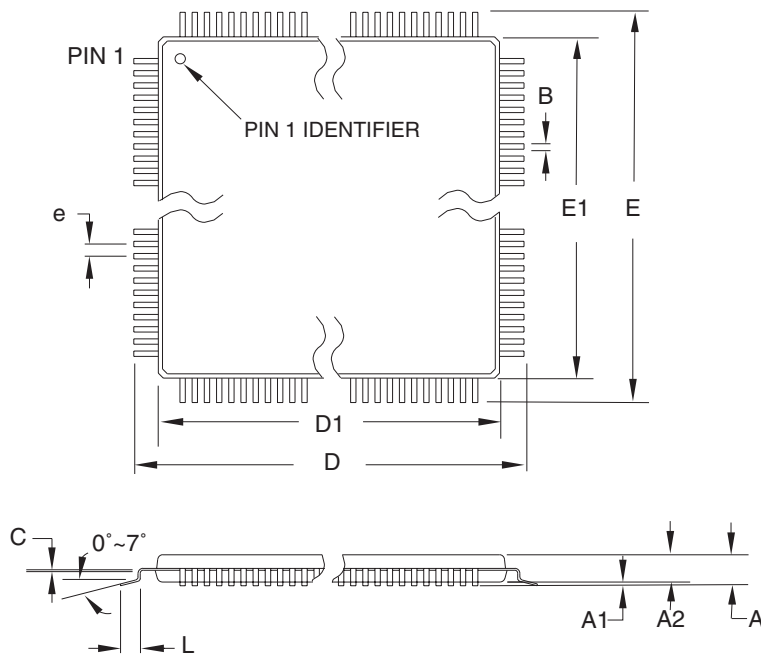 PIN 1
PIN 1 IDENTIFIER
B
E1
E
e
D1
D
C
0°~7°
L
A1
A2
A